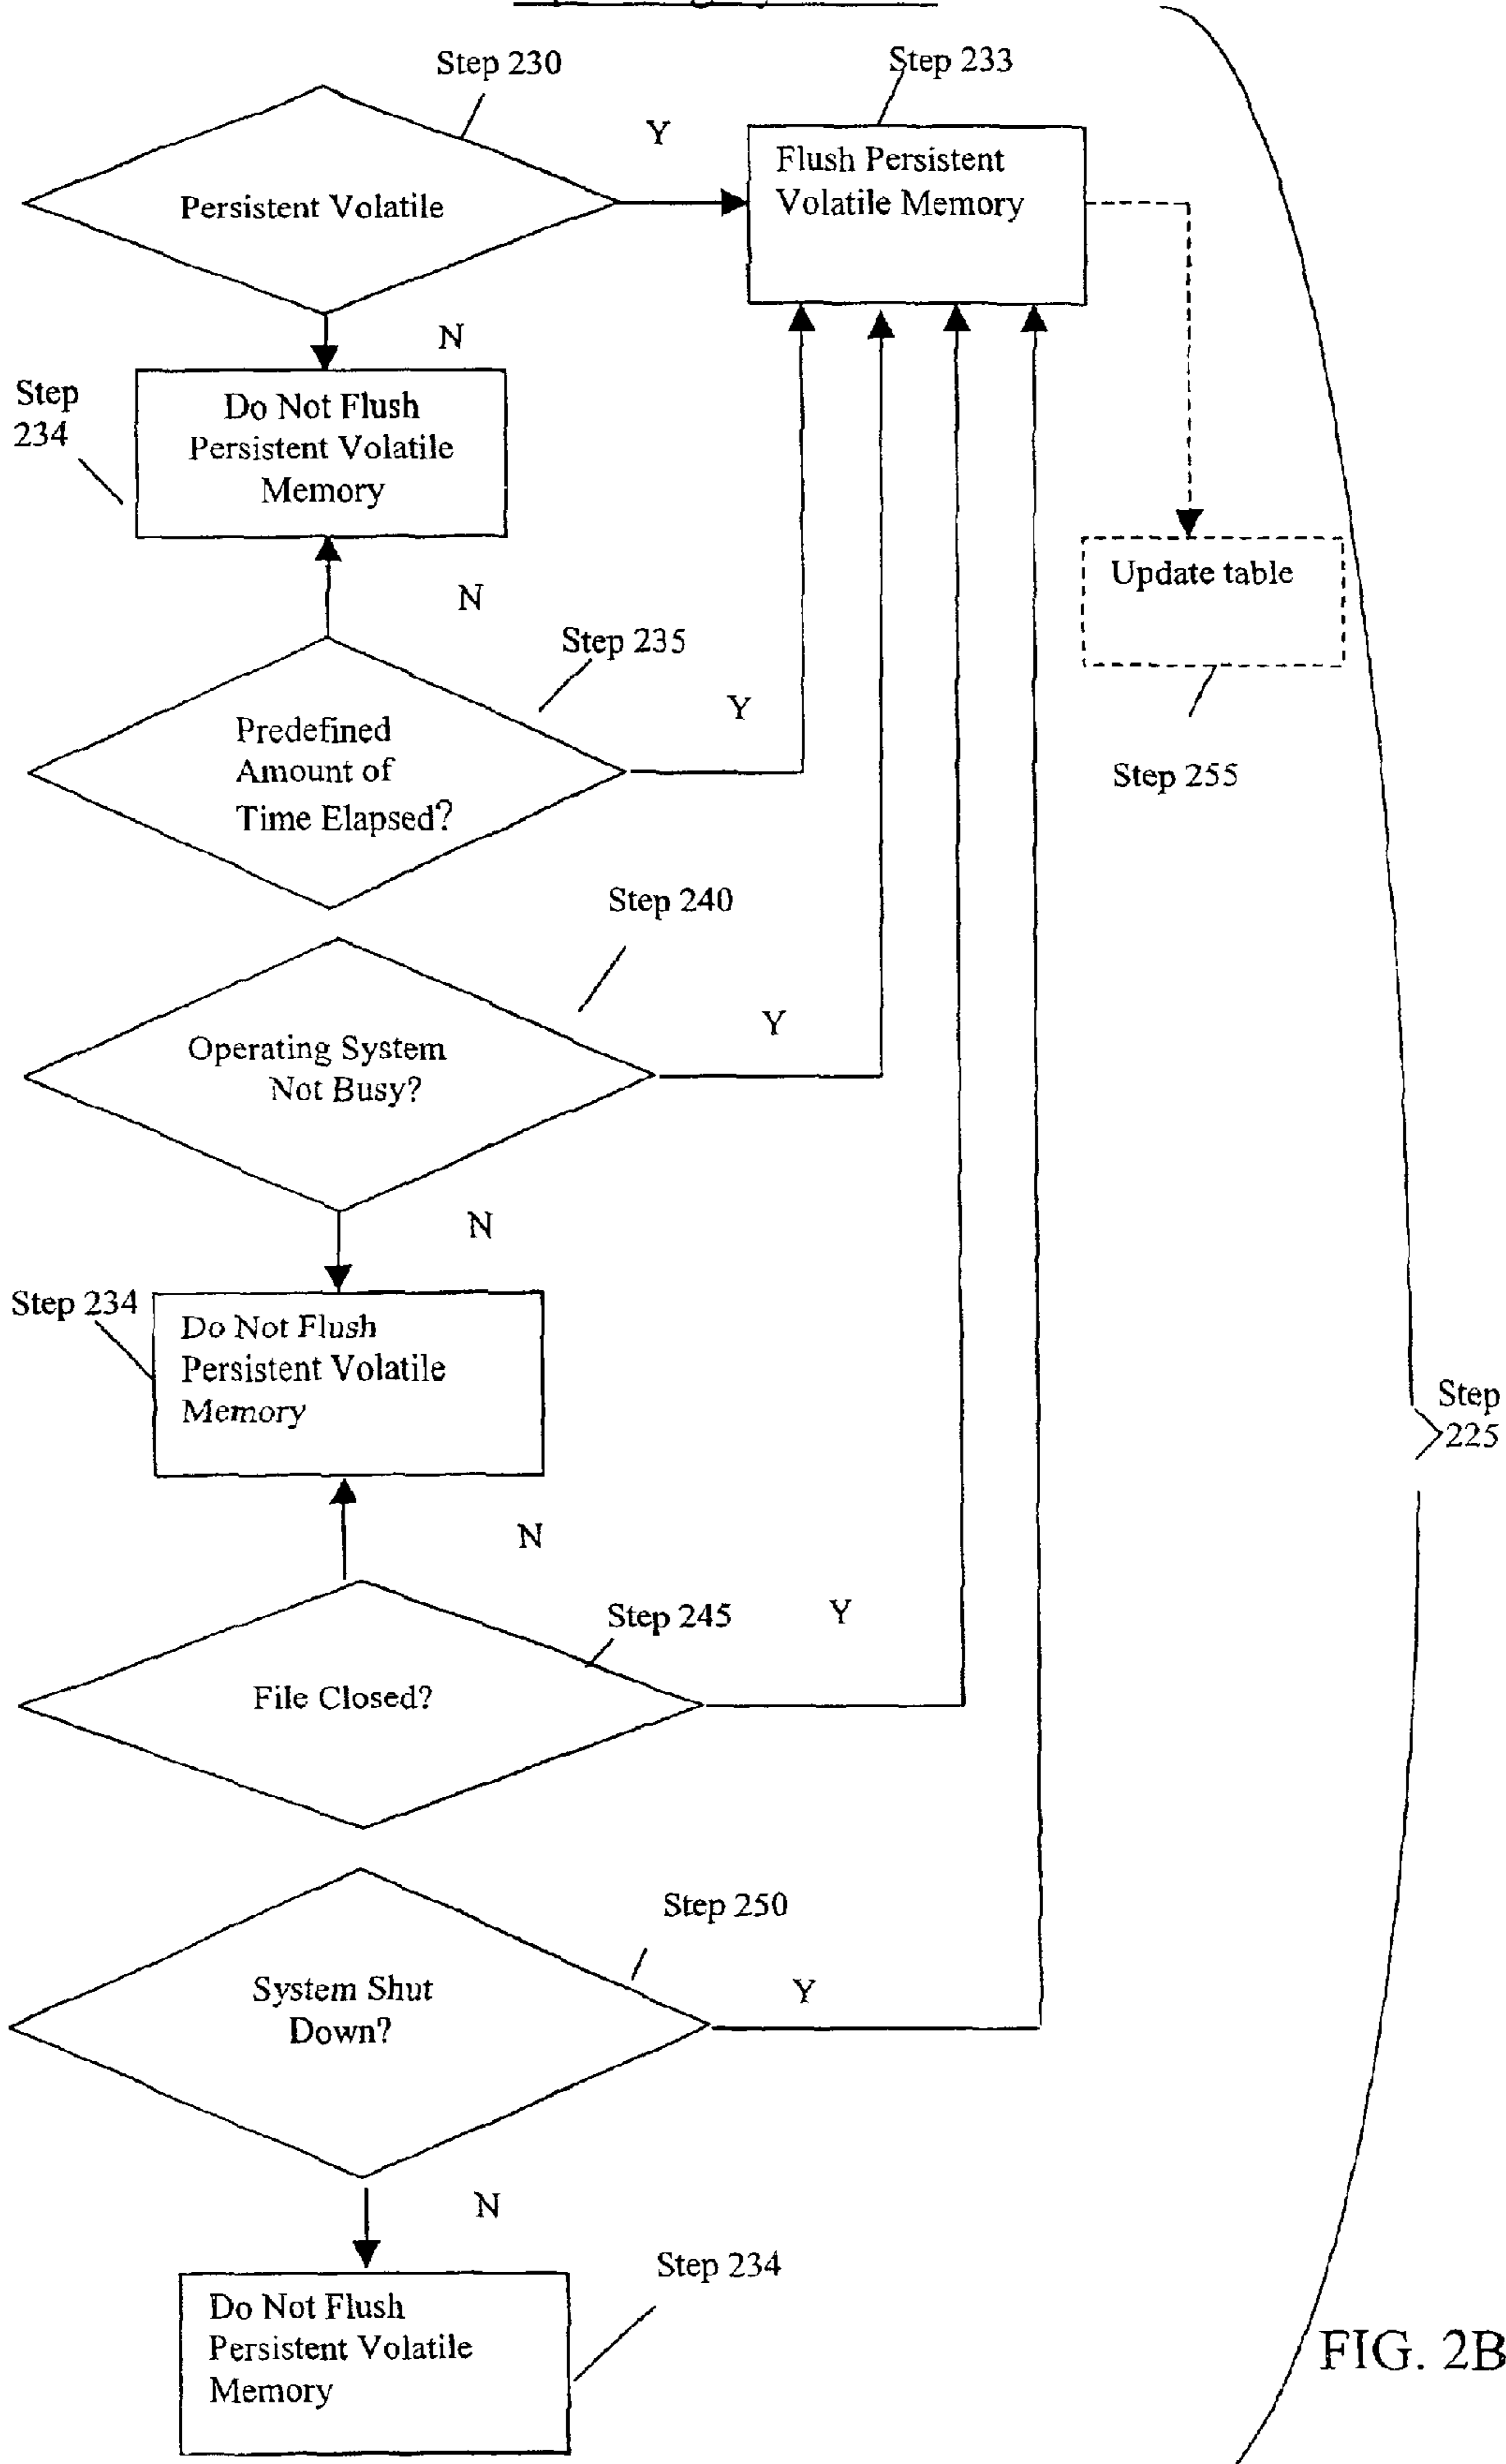 Step 230
Step 233
Y
Flush Persistent
Volatile Memory
Persistent Volatile
N
Step
234
Do Not Flush
Persistent Volatile
Memory
Update table
N
Step 235
Y
Predefined
Amount of
Time Elapsed?
Step 255
Step 240
Y
Operating System
Not Busy?
N
Step 234
Do Not Flush
Persistent Volatile
Memory
Step
225
N
Step 245
Y
File Closed?
Step 250
Y
System Shut
Down?
N
Step 234
Do Not Flush
Persistent Volatile
Memory
FIG. 2B